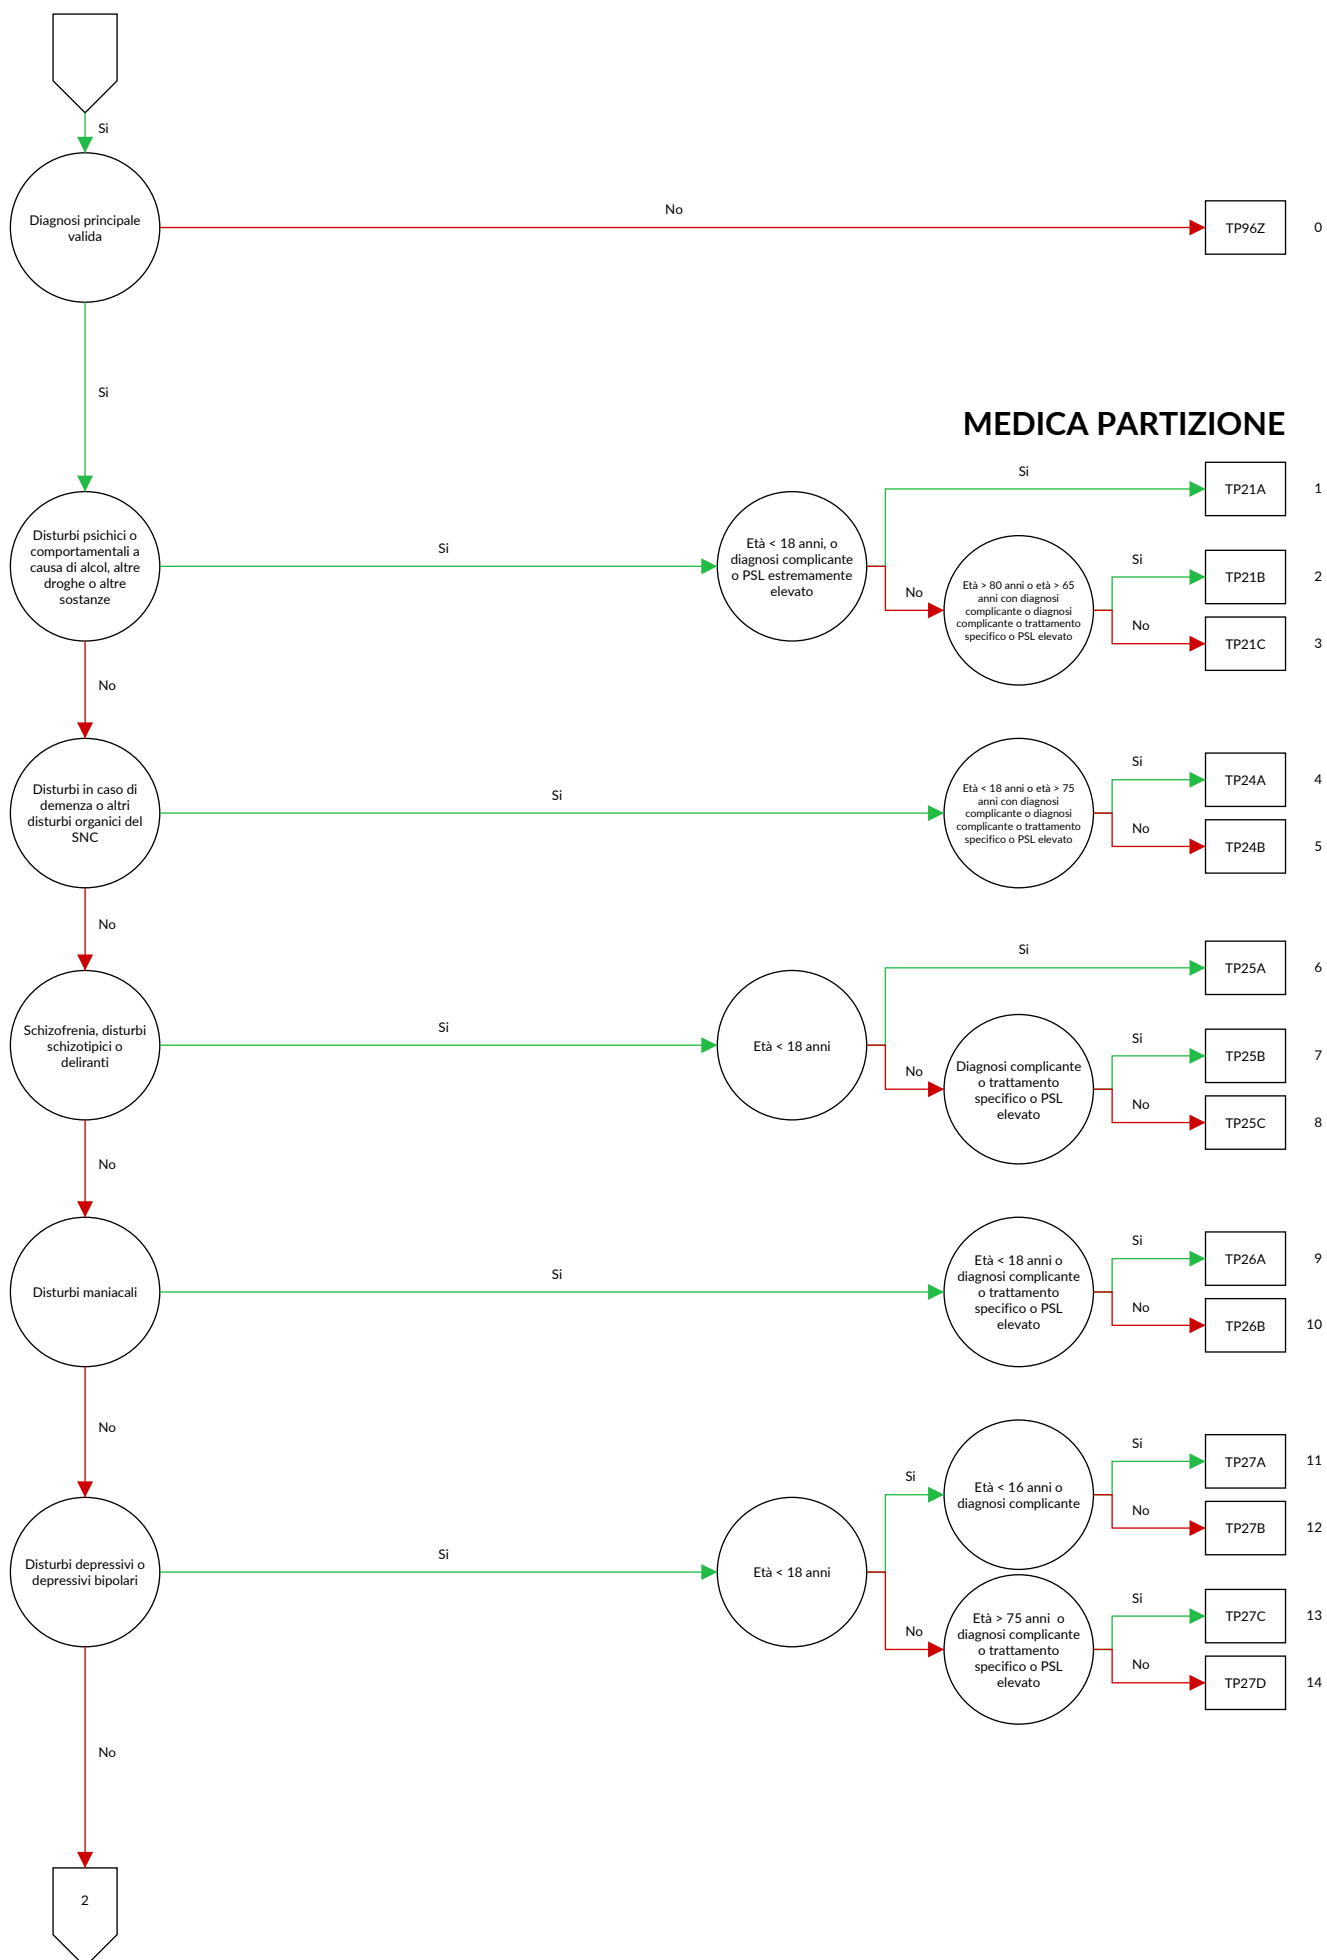 Si
Diagnosi principale
valida
No
TP96Z
0
Si
MEDICA PARTIZIONE
Disturbi psichici o
comportamentali a
causa di alcol, altre
droghe o altre
sostanze
Si
Età < 18 anni, o
diagnosi complicante
o PSL estremamente
elevato
Si
TP21A
1
No
Età > 80 anni o età > 65
anni con diagnosi
complicante o diagnosi
complicante o trattamento
specifico o PSL elevato
Si
TP21B
2
No
TP21C
3
No
Disturbi in caso di
demenza o altri
disturbi organici del
SNC
Si
Età < 18 anni o età > 75
anni con diagnosi
complicante o diagnosi
complicante o trattamento
specifico o PSL elevato
Si
TP24A
4
No
TP24B
5
No
Schizofrenia, disturbi
schizotipici o
deliranti
Si
Età < 18 anni
Si
TP25A
6
No
Diagnosi complicante
o trattamento
specifico o PSL
elevato
Si
TP25B
7
No
TP25C
8
No
Disturbi maniacali
Si
Età < 18 anni o
diagnosi complicante
o trattamento
specifico o PSL
elevato
Si
TP26A
9
No
TP26B
10
No
Disturbi depressivi o
depressivi bipolari
Si
Età < 18 anni
Si
Età < 16 anni o
diagnosi complicante
Si
TP27A
11
No
TP27B
12
No
Età > 75 anni o
diagnosi complicante
o trattamento
specifico o PSL
elevato
Si
TP27C
13
No
TP27D
14
No
2